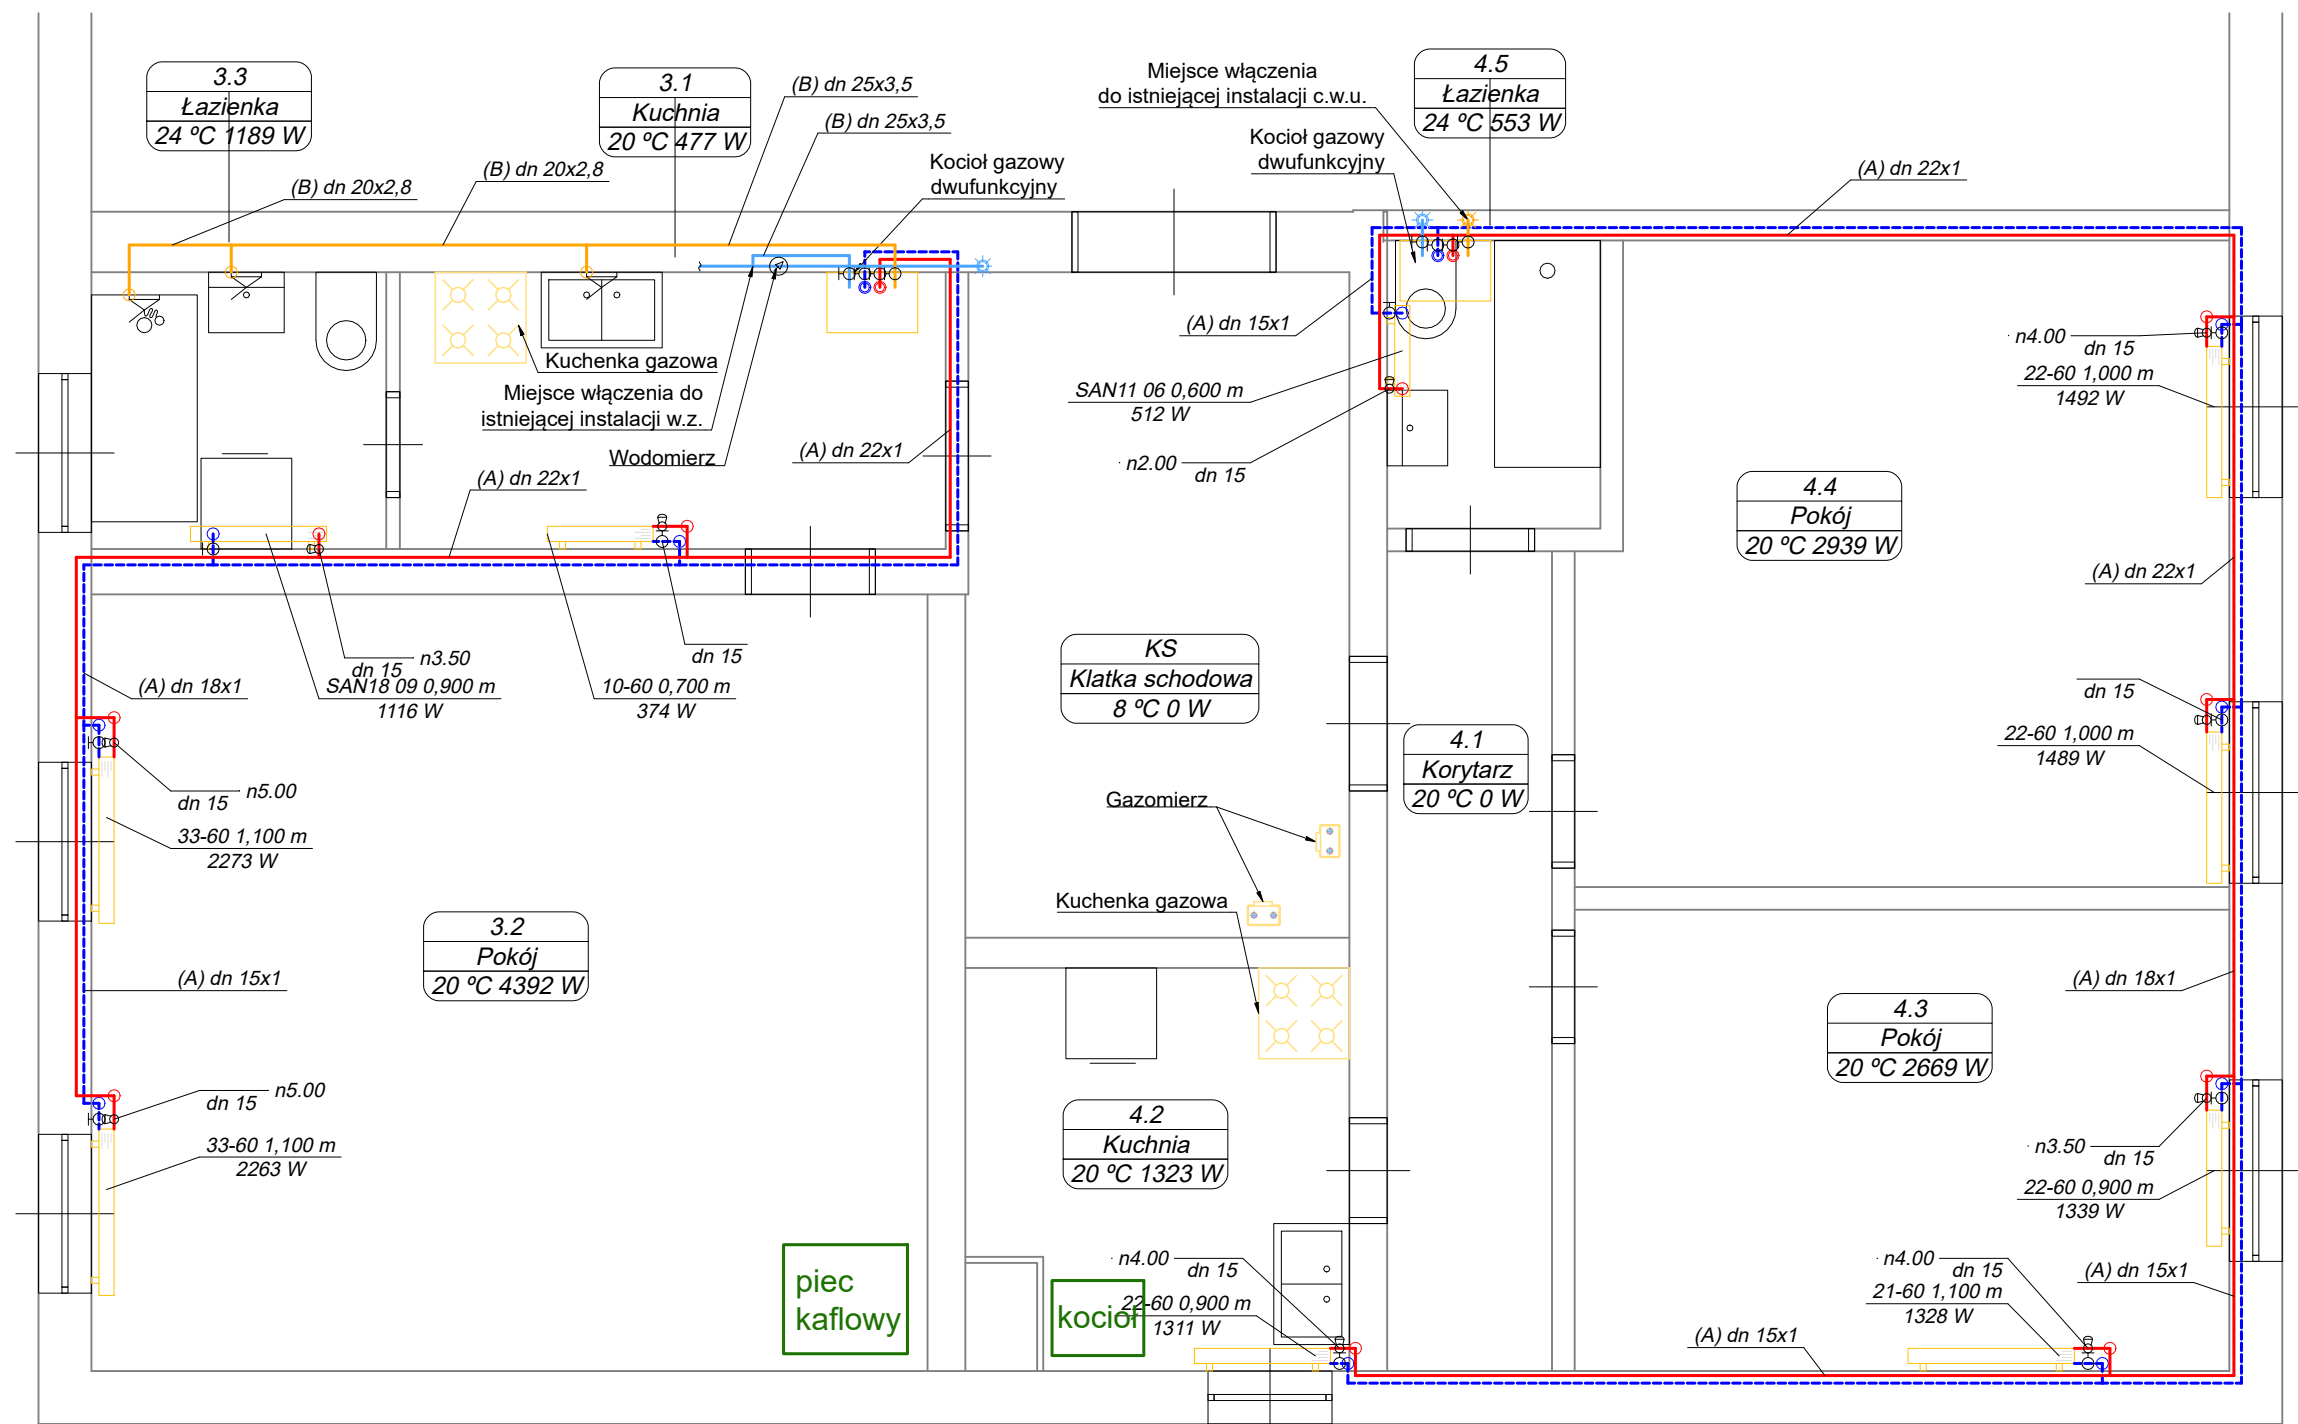 3.3
Łazienka
24 ºC 1189 W
3.1
Kuchnia
20 ºC 477 W
(B) dn 25x3,5
(B) dn 25x3,5
(B) dn 20x2,8
(B) dn 20x2,8
Kocioł gazowy
dwufunkcyjny
Miejsce włączenia
do istniejącej instalacji c.w.u.
Kocioł gazowy
dwufunkcyjny
4.5
Łazienka
24 ºC 553 W
(A) dn 22x1
Kuchenka gazowa
Miejsce włączenia do
istniejącej instalacji w.z.
Wodomierz
(A) dn 22x1
(A) dn 22x1
(A) dn 15x1
SAN11 06 0,600 m
512 W
n2.00
dn 15
n4.00
dn 15
22-60 1,000 m
1492 W
4.4
Pokój
20 ºC 2939 W
(A) dn 22x1
(A) dn 18x1
n3.50
dn 15
SAN18 09 0,900 m
1116 W
dn 15
10-60 0,700 m
374 W
KS
Klatka schodowa
8 ºC 0 W
4.1
Korytarz
20 ºC 0 W
dn 15
22-60 1,000 m
1489 W
n5.00
dn 15
33-60 1,100 m
2273 W
Gazomierz
Kuchenka gazowa
3.2
Pokój
20 ºC 4392 W
(A) dn 15x1
(A) dn 18x1
4.3
Pokój
20 ºC 2669 W
n5.00
dn 15
33-60 1,100 m
2263 W
4.2
Kuchnia
20 ºC 1323 W
n3.50
dn 15
22-60 0,900 m
1339 W
piec
kaflowy
kocioł
n4.00
dn 15
22-60 0,900 m
1311 W
n4.00
dn 15
21-60 1,100 m
1328 W
(A) dn 15x1
(A) dn 15x1